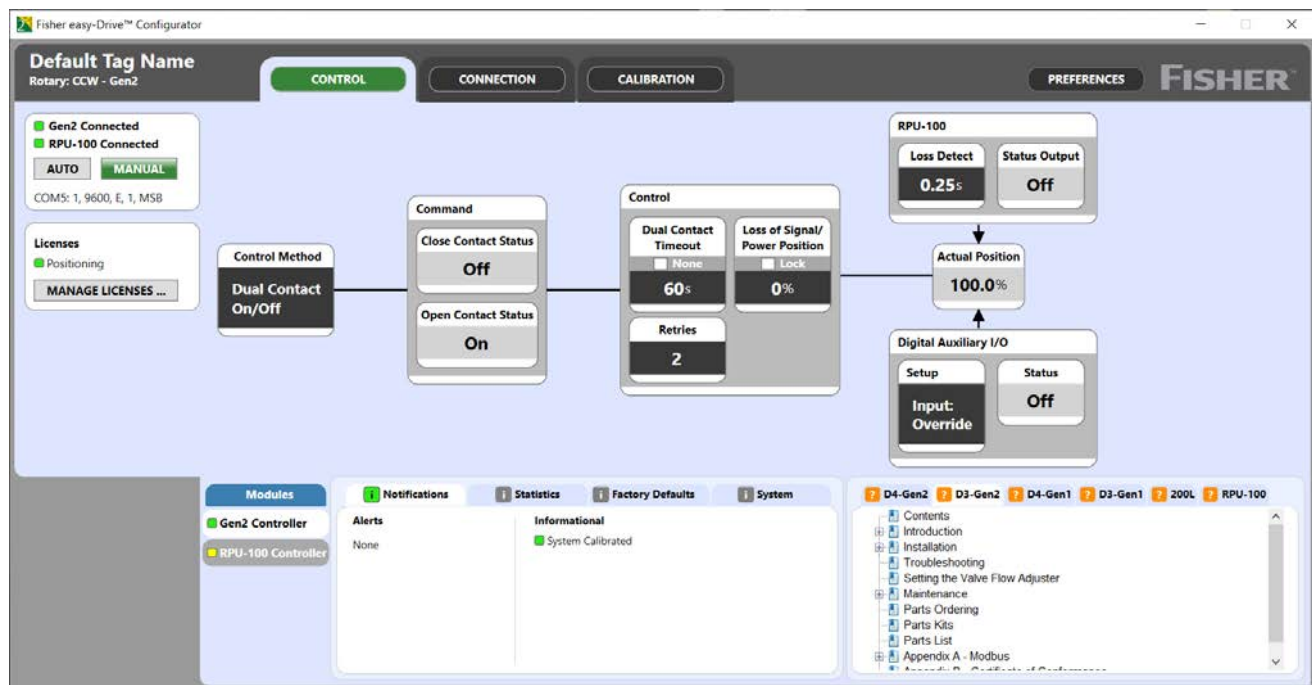 Fisher easy-Drive™ Configurator
Default Tag Name
Rotary: CCW - Gen2
CONTROL
CONNECTION
CALIBRATION
PREFERENCES
FISHER™
Gen2 Connected
RPU-100 Connected
AUTO
MANUAL
COM5: 1, 9600, E, 1, MSB
Licenses
Positioning
MANAGE LICENSES ...
Control Method
Dual Contact
On/Off
Command
Close Contact Status
Off
Open Contact Status
On
Control
Dual Contact
Timeout
None
60s
Loss of Signal/
Power Position
Lock
0%
Retries
2
RPU-100
Loss Detect
0.25s
Status Output
Off
Actual Position
100.0%
Digital Auxiliary I/O
Setup
Input:
Override
Status
Off
Modules
Gen2 Controller
RPU-100 Controller
Notifications
Statistics
Factory Defaults
System
Alerts
None
Informational
System Calibrated
D4-Gen2
D3-Gen2
D4-Gen1
D3-Gen1
200L
RPU-100
Contents
Introduction
Installation
Troubleshooting
Setting the Valve Flow Adjuster
Maintenance
Parts Ordering
Parts Kits
Parts List
Appendix A - Modbus
Appendix B - Certificate of Conformance